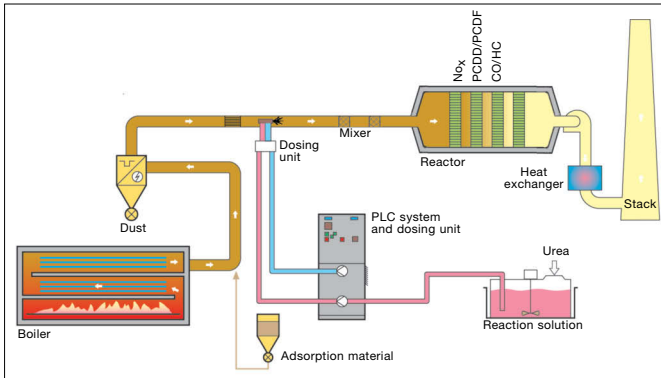 NOx
PCDD/PCDF
CO/HC
Mixer
Dosing
unit
Reactor
Heat
exchanger
Stack
Dust
PLC system
and dosing unit
Urea
Reaction solution
Boiler
Adsorption material